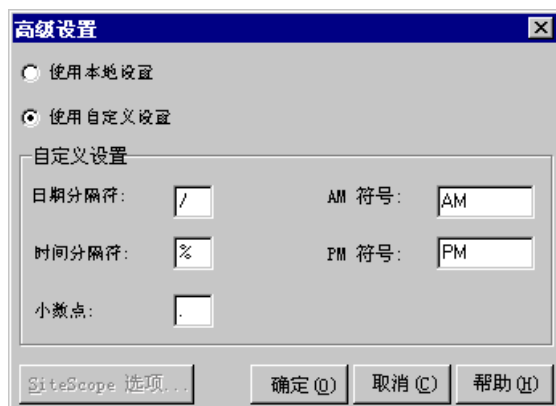 高级设置
使用本地设置
使用自定义设置
自定义设置
日期分隔符: / AM 符号: AM
时间分隔符: % PM 符号: PM
小数点: .
SiteScope 选项... 确定(O) 取消(C) 帮助(H)